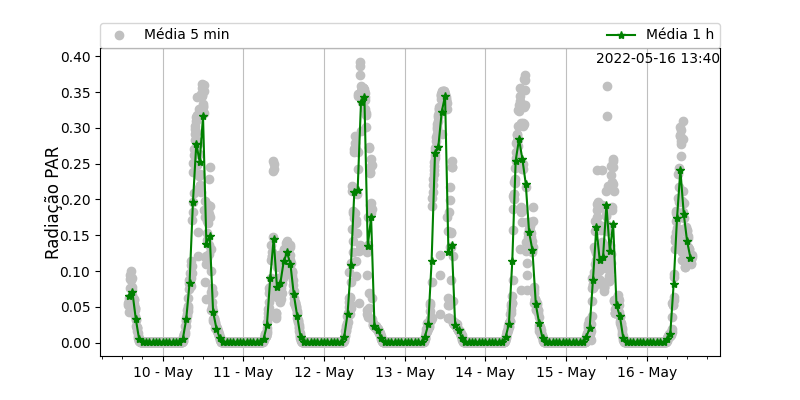 Média 5 min
Média 1 h
2022-05-16 13:40
Radiação PAR
0.40
0.35
0.30
0.25
0.20
0.15
0.10
0.05
0.00
10 - May
11 - May
12 - May
13 - May
14 - May
15 - May
16 - May